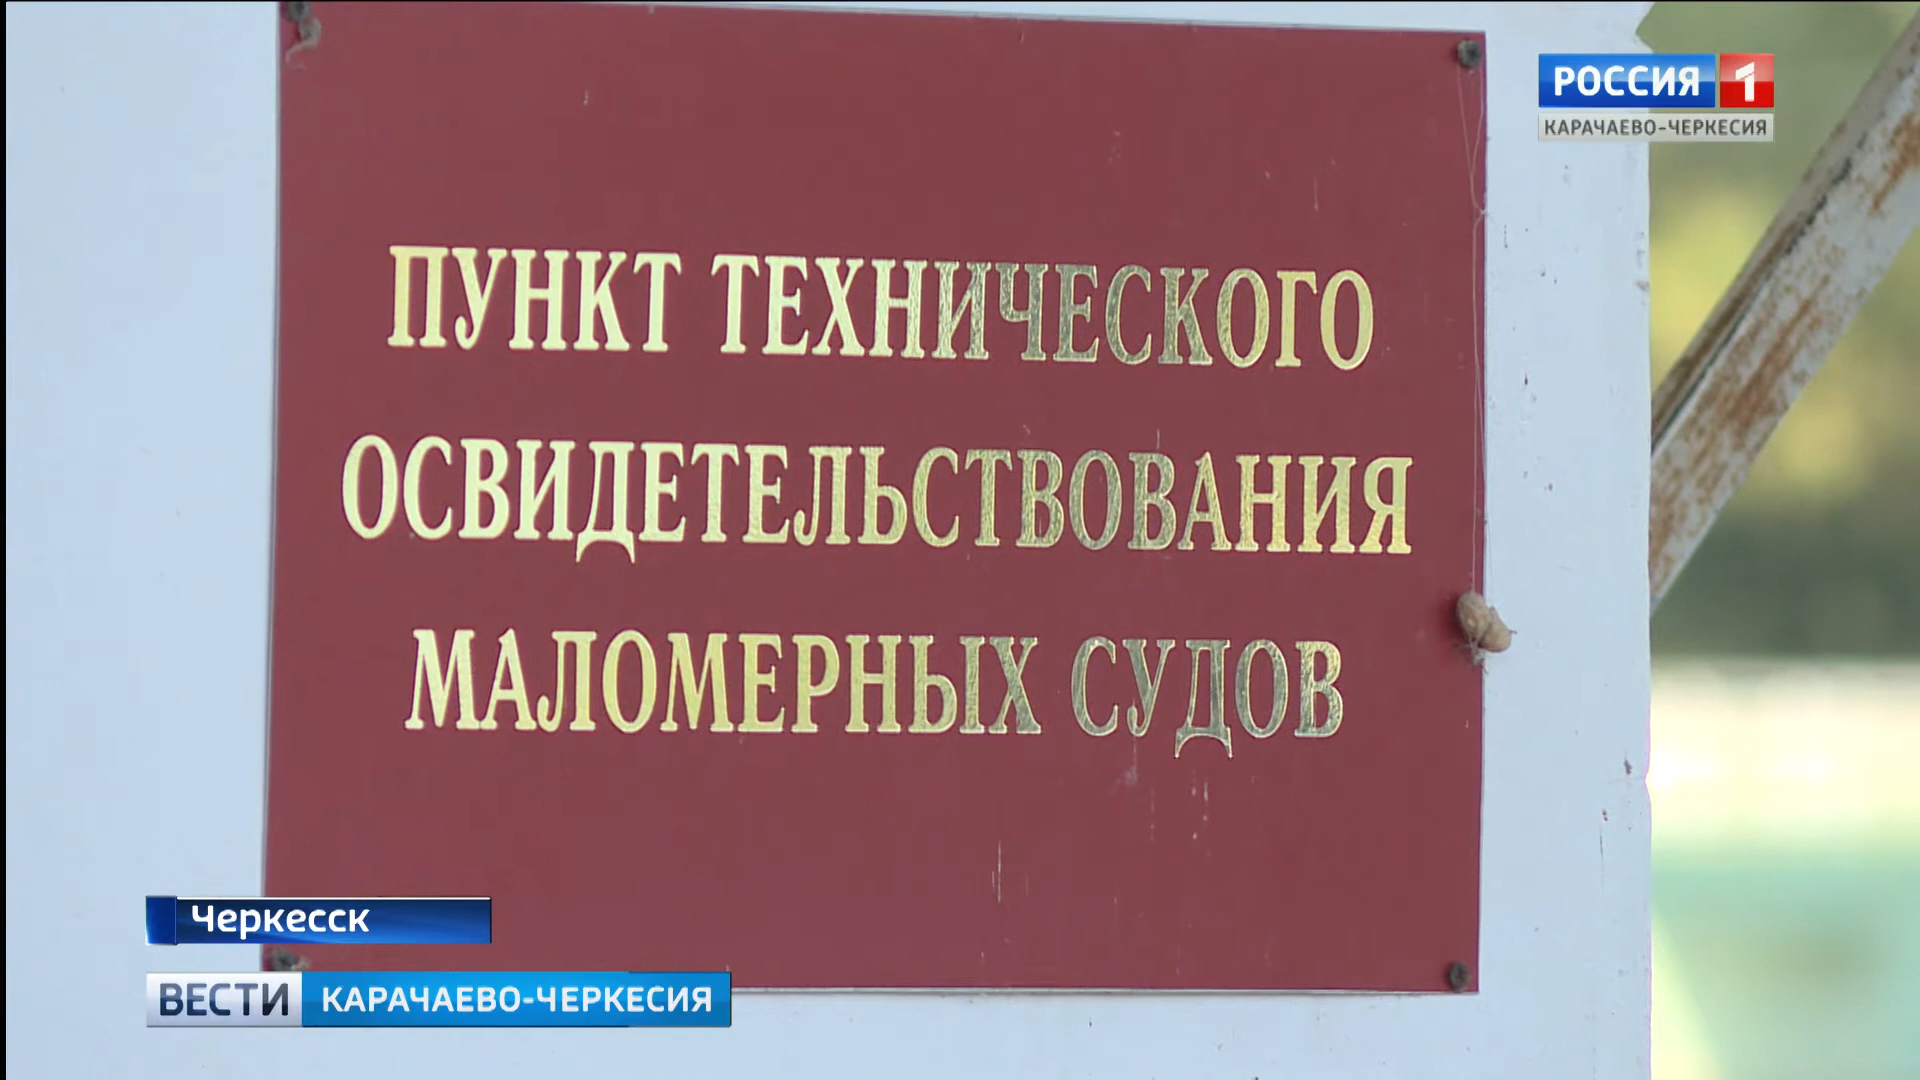 РОССИЯ 1
КАРАЧАЕВО-ЧЕРКЕСИЯ
ПУНКТ ТЕХНИЧЕСКОГО
ОСВИДЕТЕЛЬСТВОВАНИЯ
МАЛОМЕРНЫХ СУДОВ
Черкесск
ВЕСТИ КАРАЧАЕВО-ЧЕРКЕСИЯ